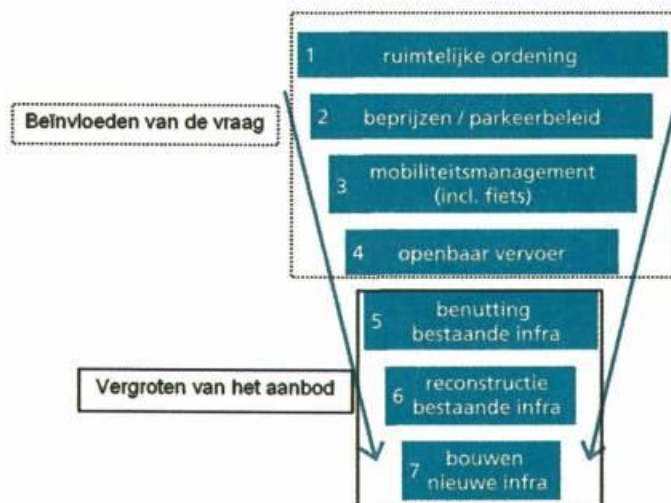 1 ruimtelijke ordening
Beïnvloeden van de vraag
2 beprijzen / parkeerbeleid
3 mobiliteitsmanagement
(incl. fiets)
4 openbaar vervoer
5 benutting
bestaande infra
Vergroten van het aanbod
6 reconstructie
bestaande infra
7 bouwen
nieuwe infra